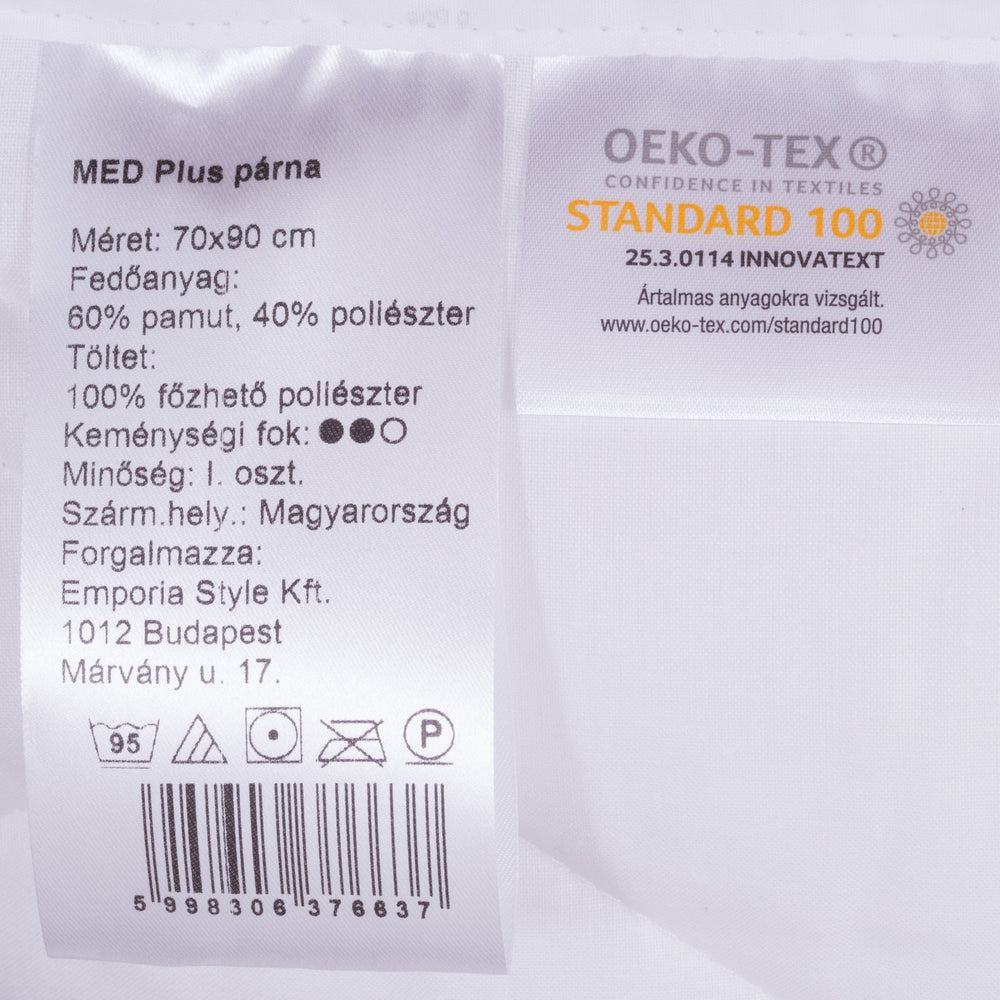 MED Plus párna
Méret: 70x90 cm
Fedőanyag:
60% pamut, 40% poliészter
Töltet:
100% főzhető poliészter
Keménységi fok: ●●○
Minőség: I. oszt.
Szárm.hely.: Magyarország
Forgalmazza:
Emporia Style Kft.
1012 Budapest
Márvány u. 17.
95 P
5 998306 376637
OEKO-TEX®
CONFIDENCE IN TEXTILES
STANDARD 100
25.3.0114 INNOVATEXT
Ártalmas anyagokra vizsgált.
www.oeko-tex.com/standard100